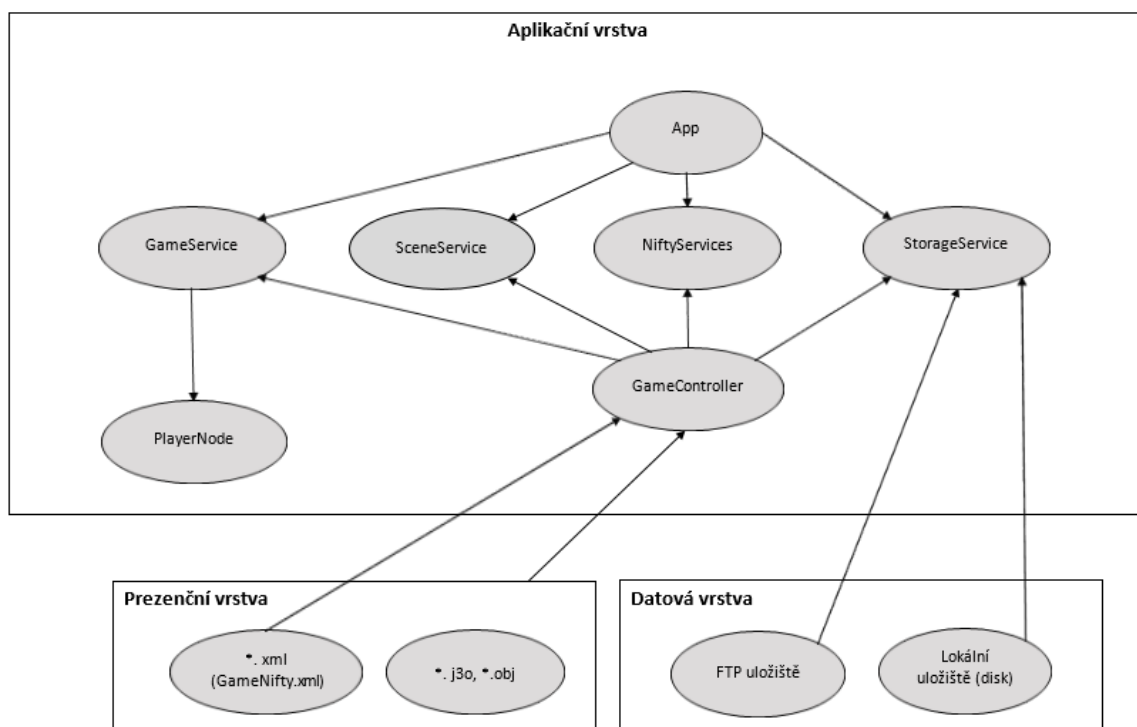 Aplikační vrstva
App
GameService
SceneService
NiftyServices
StorageService
GameController
PlayerNode
Prezenční vrstva
*. xml
(GameNifty.xml)
*. j3o, *.obj
Datová vrstva
FTP uložiště
Lokální
uložiště (disk)